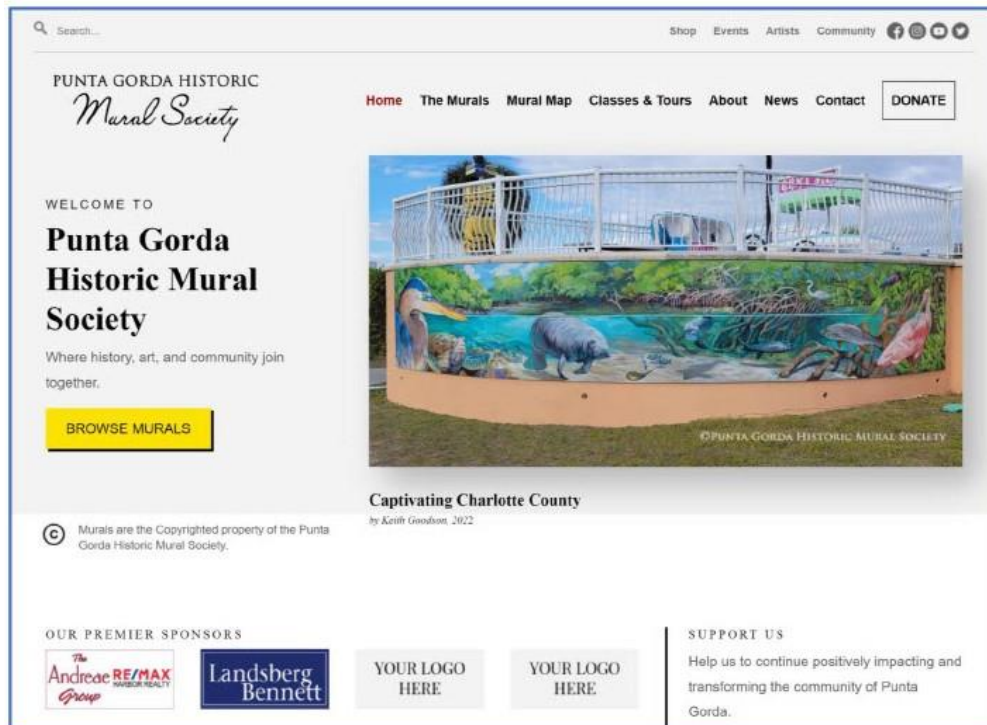 Search...
Shop Events Artists Community
PUNTA GORDA HISTORIC
Mural Society
Home The Murals Mural Map Classes & Tours About News Contact DONATE
WELCOME TO
Punta Gorda
Historic Mural
Society
Where history, art, and community join
together.
BROWSE MURALS
©PUNTA GORDA HISTORIC MURAL SOCIETY
Captivating Charlotte County
by Keith Goodson, 2022
© Murals are the Copyrighted property of the Punta
Gorda Historic Mural Society.
OUR PREMIER SPONSORS
The
Andreae
Group
RE/MAX
HARBOR REALTY
Landsberg
Bennett
YOUR LOGO
HERE
YOUR LOGO
HERE
SUPPORT US
Help us to continue positively impacting and
transforming the community of Punta
Gorda.